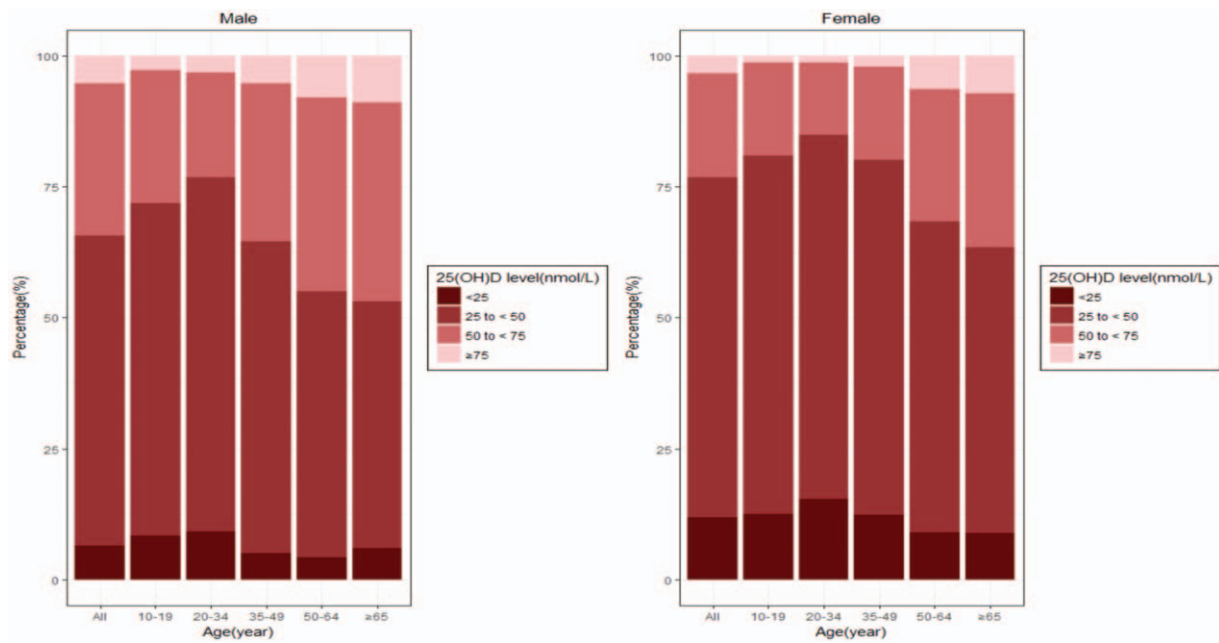 Male
Percentage(%)
100
75
50
25
0
All 10-19 20-34 35-49 50-64 ≥65
Age(year)
25(OH)D level(nmol/L)
<25
25 to < 50
50 to < 75
≥75
Female
Percentage(%)
100
75
50
25
0
All 10-19 20-34 35-49 50-64 ≥65
Age(year)
25(OH)D level(nmol/L)
<25
25 to < 50
50 to < 75
≥75